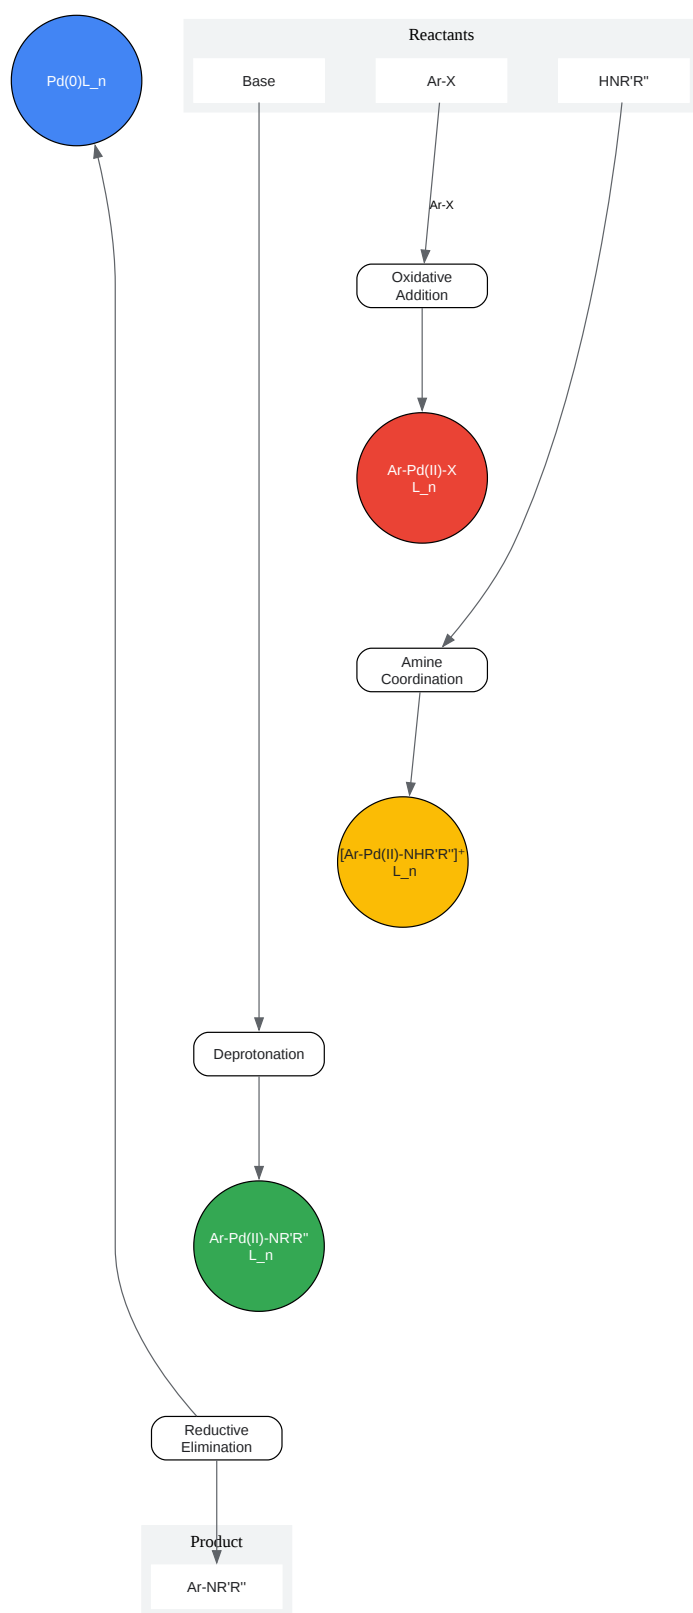 Reactants
Pd(0)L_n
Base
Ar-X
HNR'R"
Ar-X
Oxidative
Addition
Ar-Pd(II)-X
L_n
Amine
Coordination
[Ar-Pd(II)-NHR'R"]⁺
L_n
Deprotonation
Ar-Pd(II)-NR'R"
L_n
Reductive
Elimination
Product
Ar-NR'R"